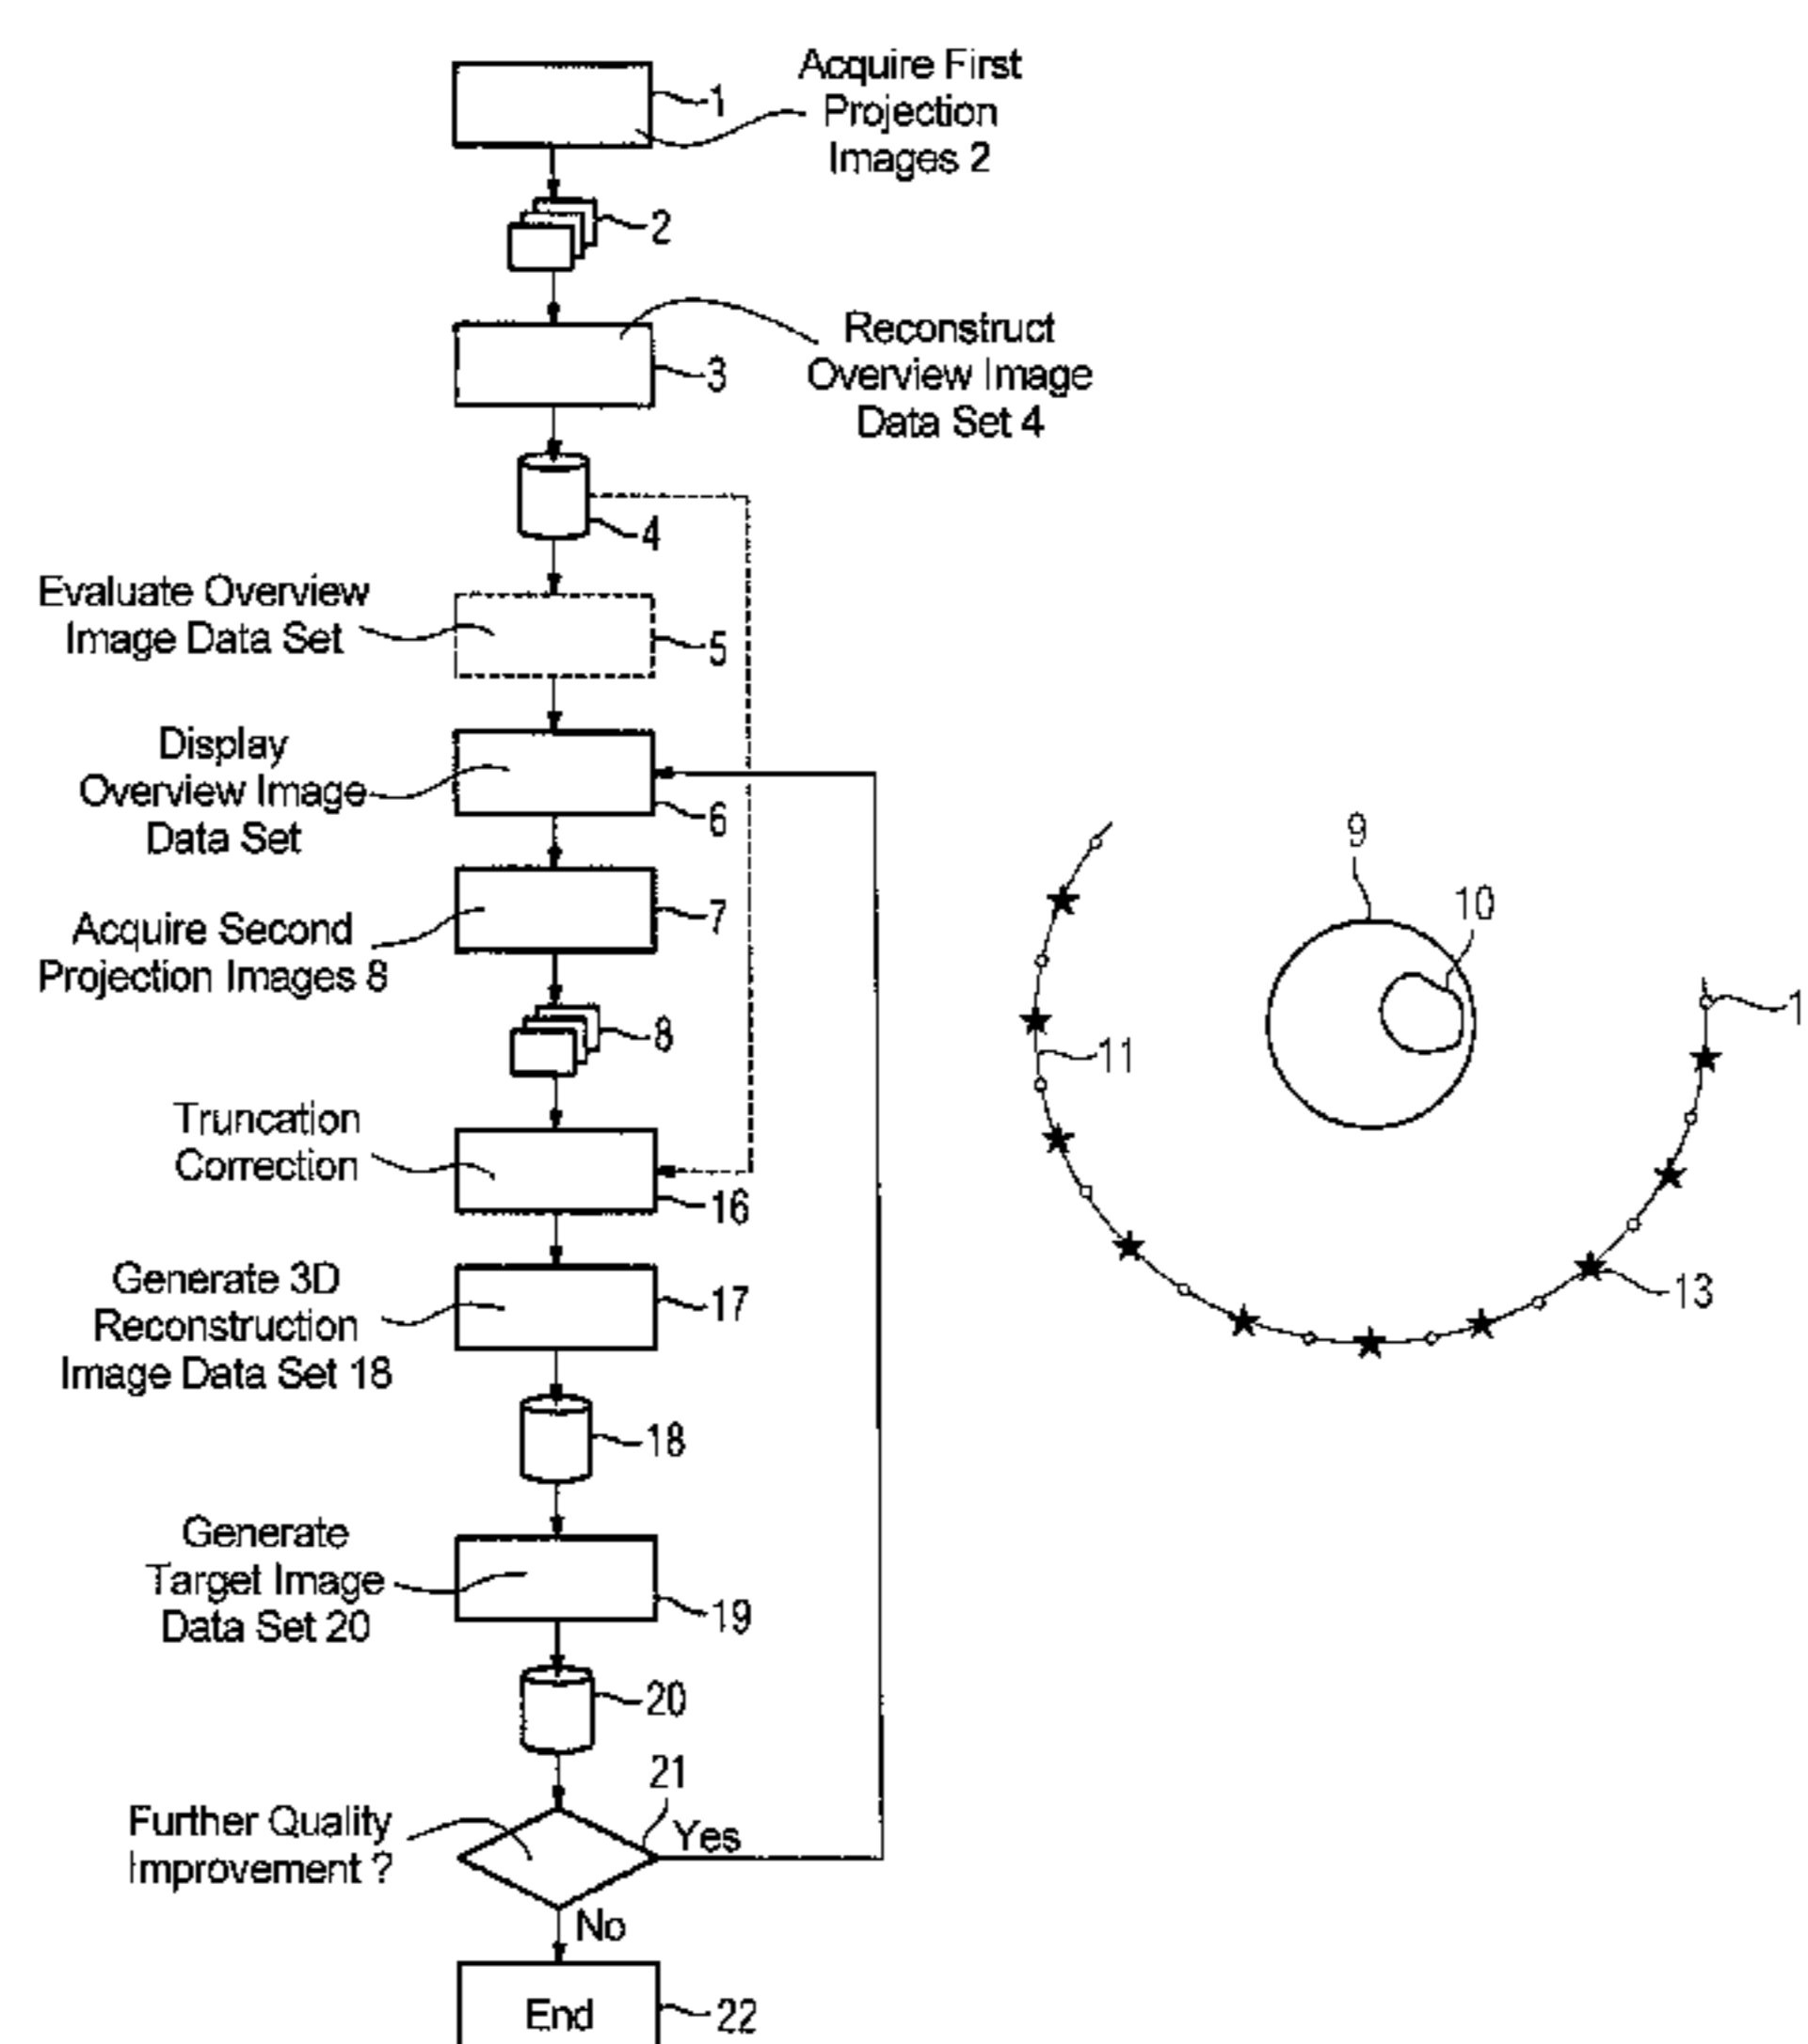 Acquire First
Projection
Images 2
1
2
Reconstruct
Overview Image
Data Set 4
3
4
Evaluate Overview
Image Data Set
5
Display
Overview Image
Data Set
6
Acquire Second
Projection Images 8
7
8
Truncation
Correction
16
Generate 3D
Reconstruction
Image Data Set 18
17
18
Generate
Target Image
Data Set 20
19
20
21
Further Quality
Improvement ?
Yes
No
End
22
9
10
11
1
13